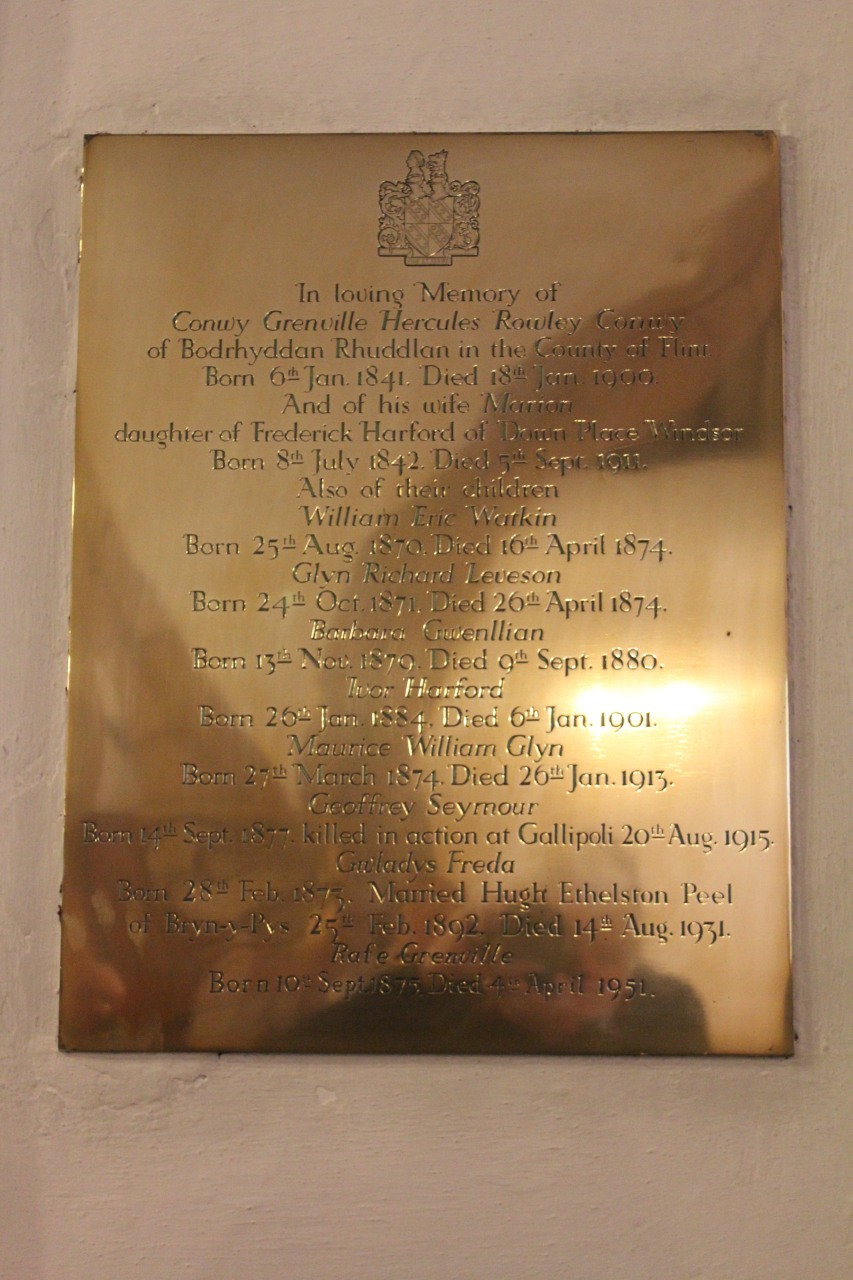 In loving Memory of
Conwy Grenville Hercules Rowley Conwy
of Bodrhyddan Rhuddlan in the County of Flint.
Born 6th Jan. 1841. Died 18th Jan. 1900.
And of his wife Marion
daughter of Frederick Harford of Down Place Windsor
Born 8th July 1842. Died 5th Sept. 1911.
Also of their children
William Eric Watkin
Born 25th Aug. 1870. Died 16th April 1874.
Glyn Richard Leveson
Born 24th Oct. 1871. Died 26th April 1874.
Barbara Gwenllian
Born 13th Nov. 1879. Died 9th Sept. 1880.
Ivor Harford
Born 26th Jan. 1884. Died 6th Jan. 1901.
Maurice William Glyn
Born 27th March 1874. Died 26th Jan. 1913.
Geoffrey Seymour
Born 14th Sept. 1877. killed in action at Gallipoli 20th Aug. 1915.
Gwladys Freda
Born 28th Feb. 1873. Married Hugh Ethelston Peel
of Bryn-y-Pys 25th Feb. 1892. Died 14th Aug. 1931.
Rafe Grenville
Born 10th Sept. 1875. Died 4th April 1951.